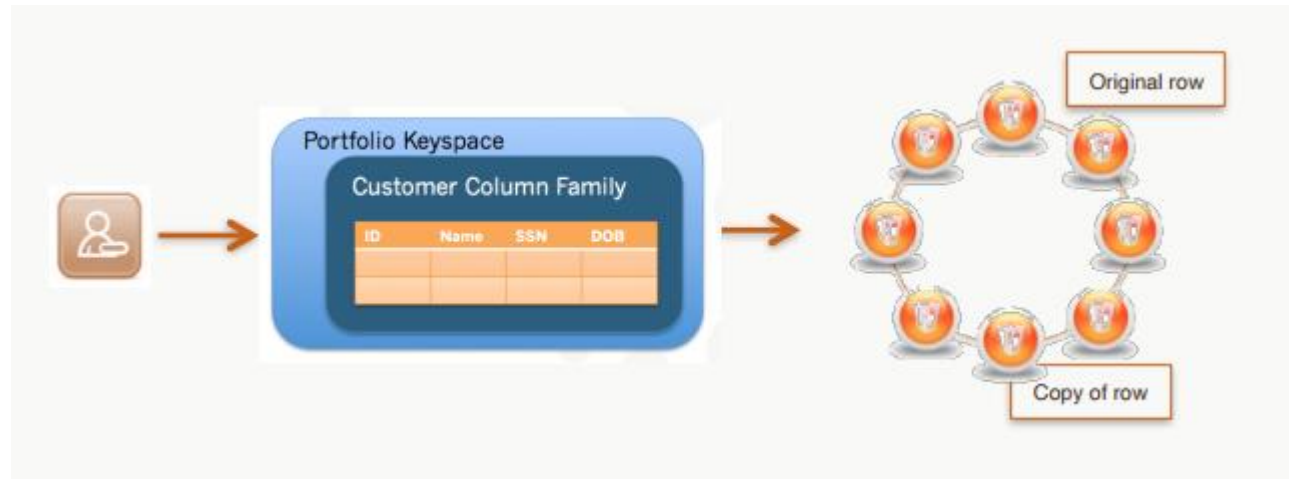 Portfolio Keyspace
Customer Column Family
ID Name SSN DOB
Original row
Copy of row